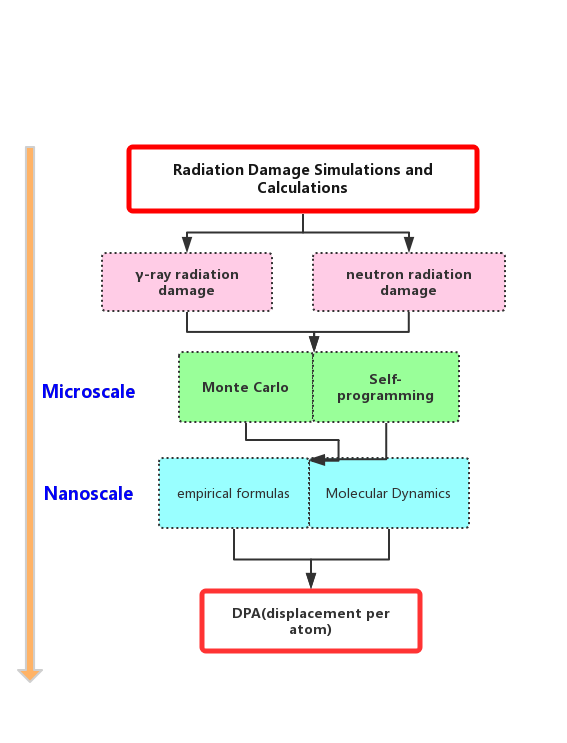 Radiation Damage Simulations and
Calculations
γ-ray radiation
damage
neutron radiation
damage
Microscale
Monte Carlo
Self-
programming
Nanoscale
empirical formulas
Molecular Dynamics
DPA(displacement per
atom)